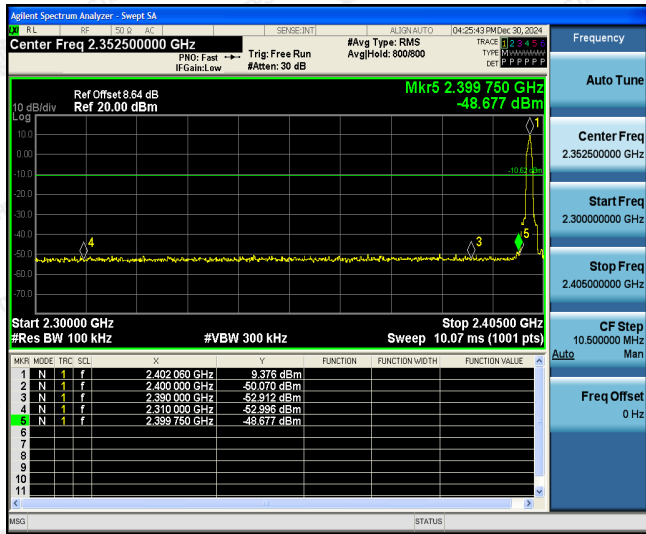 Agilent Spectrum Analyzer - Swept SA
LXI RL RF 50 Ω AC SENSE:INT ALIGN AUTO 04:25:43 PM Dec 30, 2024
Center Freq 2.352500000 GHz
PNO: Fast
IFGain:Low
Trig: Free Run
#Atten: 30 dB
#Avg Type: RMS
Avg|Hold: 800/800
TRACE 1 2 3 4 5 6
TYPE M W W W W W
DET P P P P P P
Ref Offset 8.64 dB
10 dB/div Ref 20.00 dBm
Log
Mkr5 2.399 750 GHz
-48.677 dBm
10.0
0.00
-10.0
-20.0
-30.0
-40.0
-50.0
-60.0
-70.0
1
-10.62 dBm
5
3
4
Start 2.30000 GHz Stop 2.40500 GHz
#Res BW 100 kHz #VBW 300 kHz Sweep 10.07 ms (1001 pts)
MKR MODE TRC SCL X Y FUNCTION FUNCTION WIDTH FUNCTION VALUE
1 N 1 f 2.402 060 GHz 9.376 dBm
2 N 1 f 2.400 000 GHz -50.070 dBm
3 N 1 f 2.390 000 GHz -52.912 dBm
4 N 1 f 2.310 000 GHz -52.996 dBm
5 N 1 f 2.399 750 GHz -48.677 dBm
6
7
8
9
10
11
MSG STATUS
Frequency
Auto Tune
Center Freq
2.352500000 GHz
Start Freq
2.300000000 GHz
Stop Freq
2.405000000 GHz
CF Step
10.500000 MHz
Auto Man
Freq Offset
0 Hz